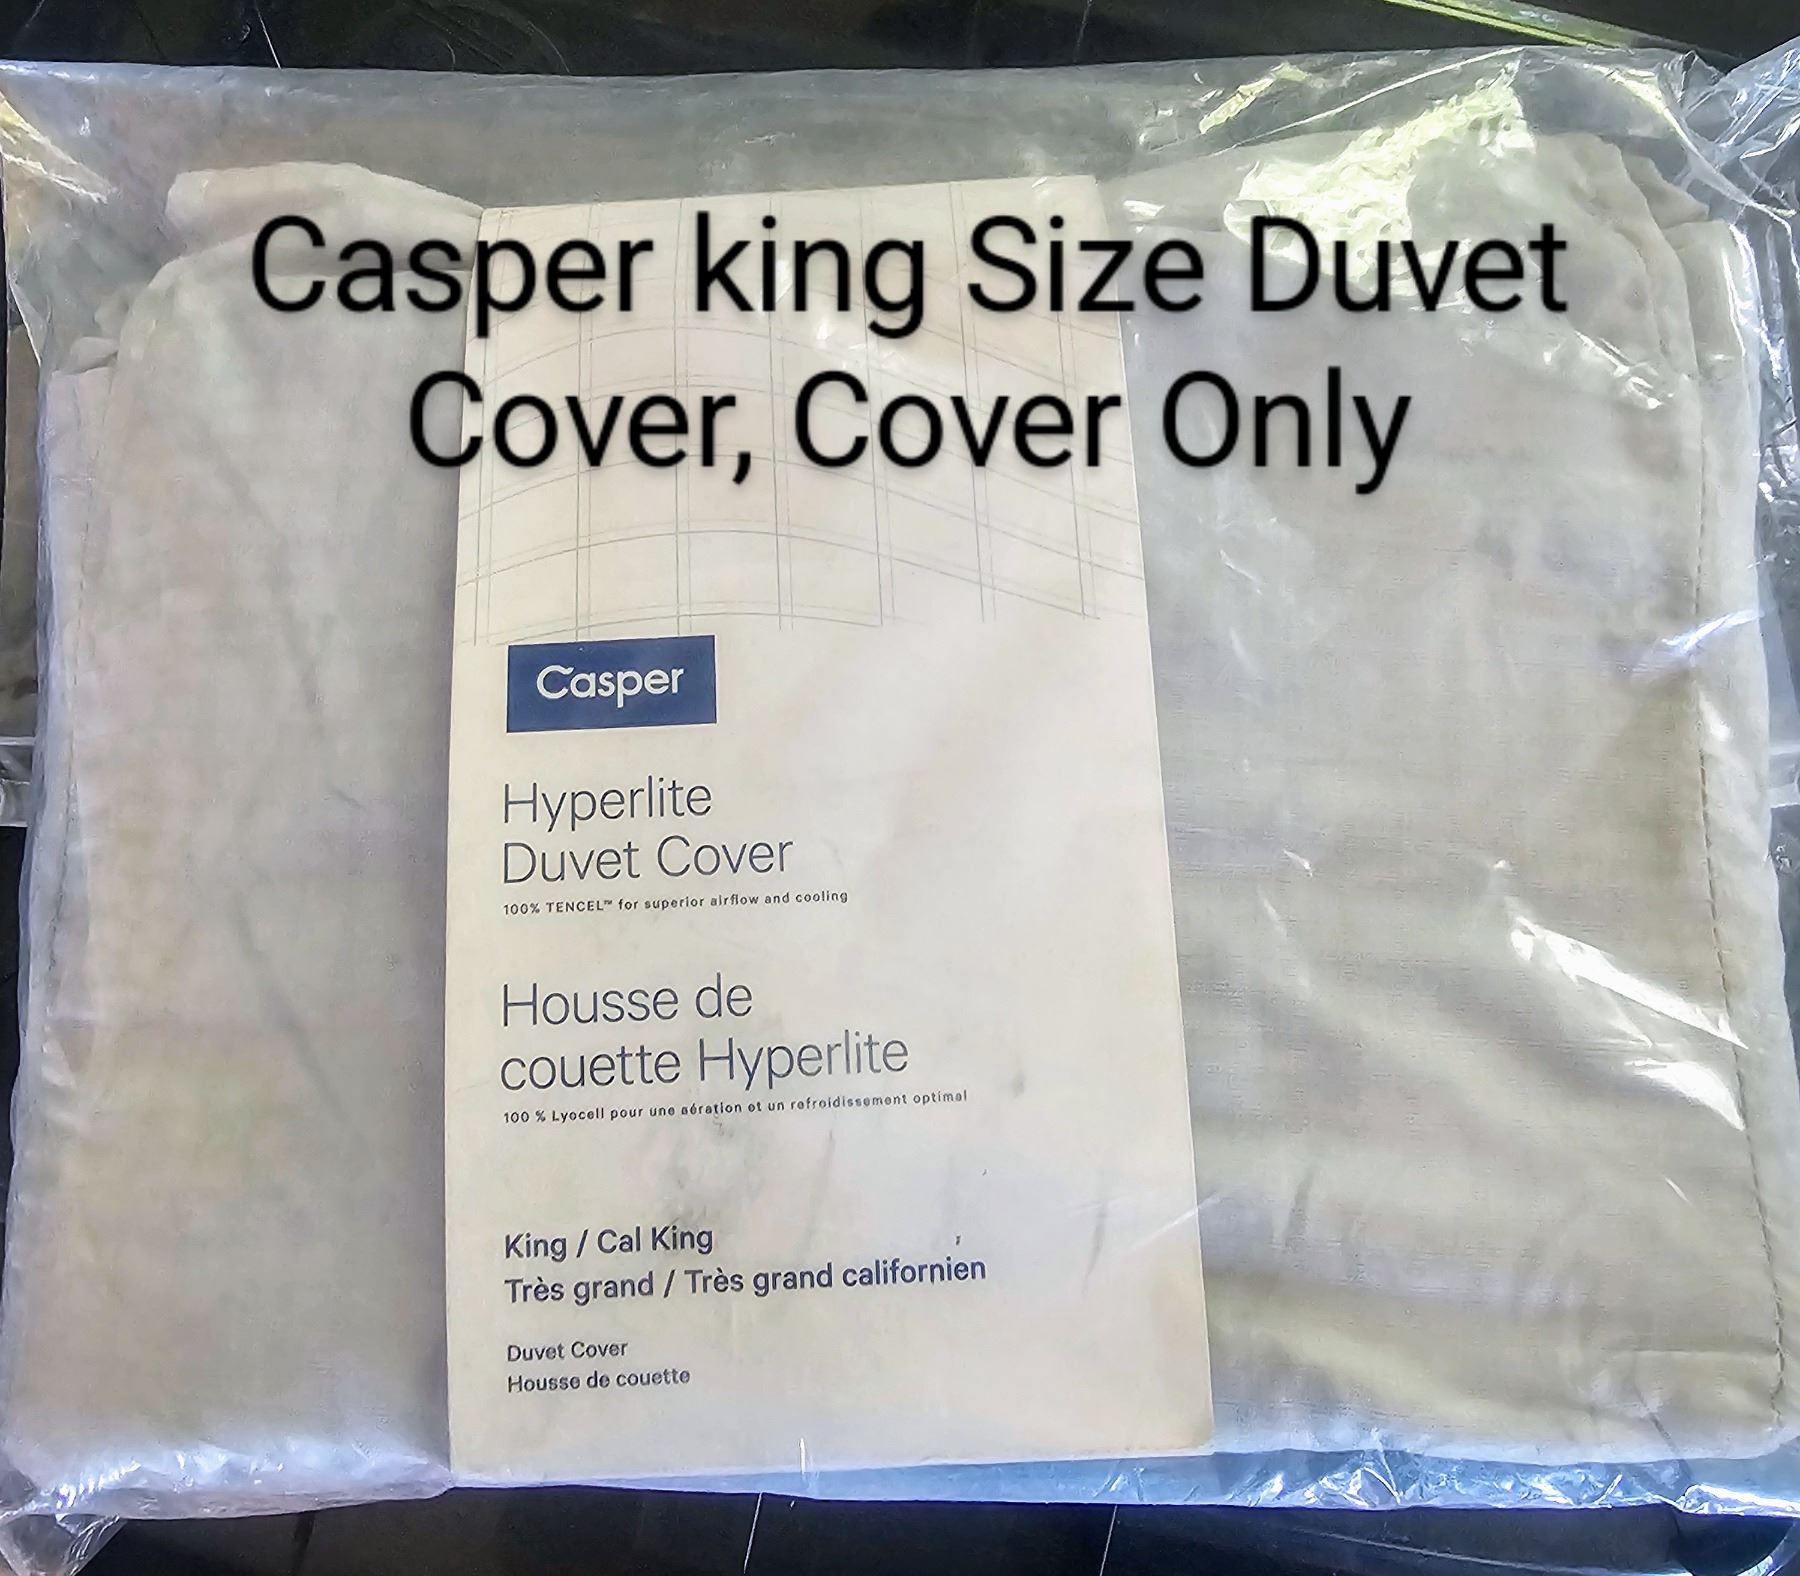 Casper king Size Duvet
Cover, Cover Only
Casper
Hyperlite
Duvet Cover
100% TENCEL™ for superior airflow and cooling
Housse de
couette Hyperlite
100 % Lyocell pour une aération et un refroidissement optimal
King / Cal King
Très grand / Très grand californien
Duvet Cover
Housse de couette